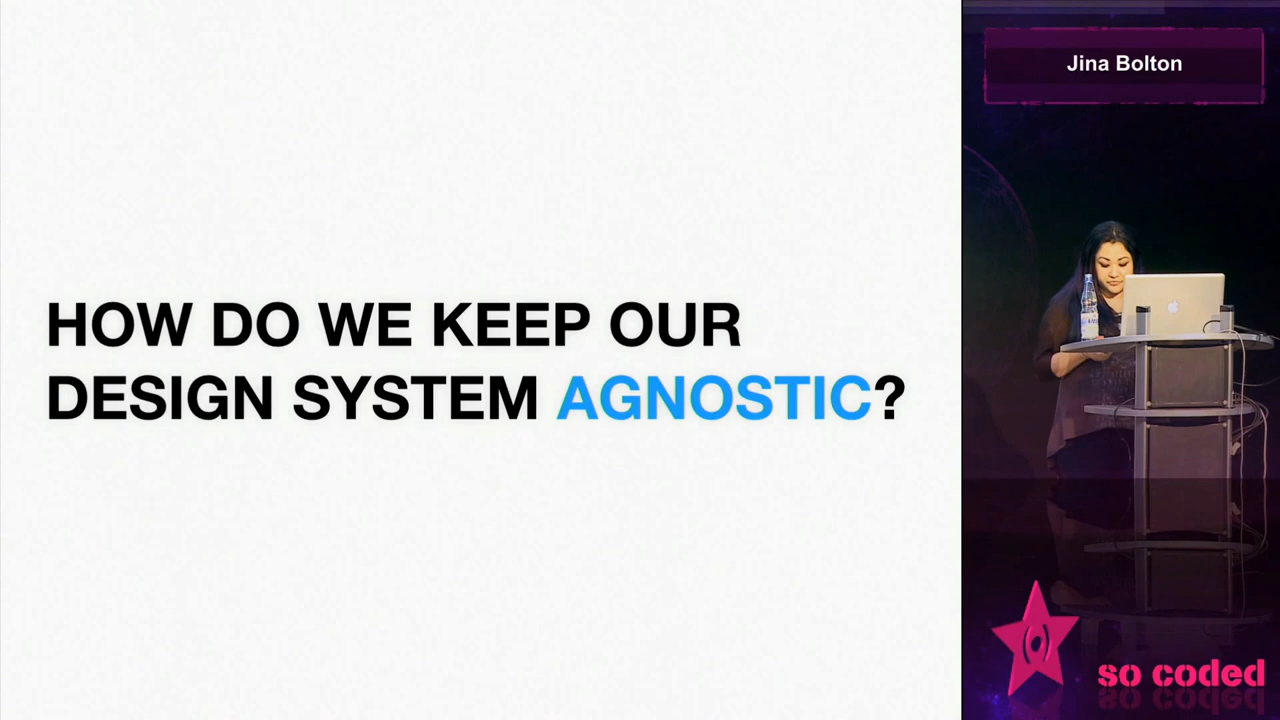 HOW DO WE KEEP OUR
DESIGN SYSTEM AGNOSTIC?
Jina Bolton
so coded